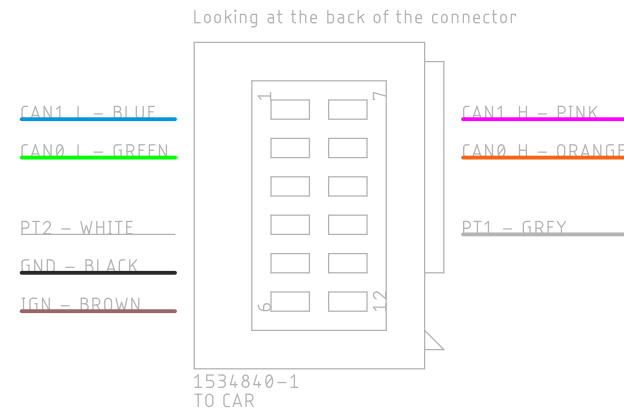 Looking at the back of the connector
1 7
CAN1 L - BLUE CAN1 H - PINK
CAN0 L - GREEN CAN0 H - ORANGE
PT2 - WHITE PT1 - GREY
GND - BLACK
IGN - BROWN
6 12
1534840-1
TO CAR